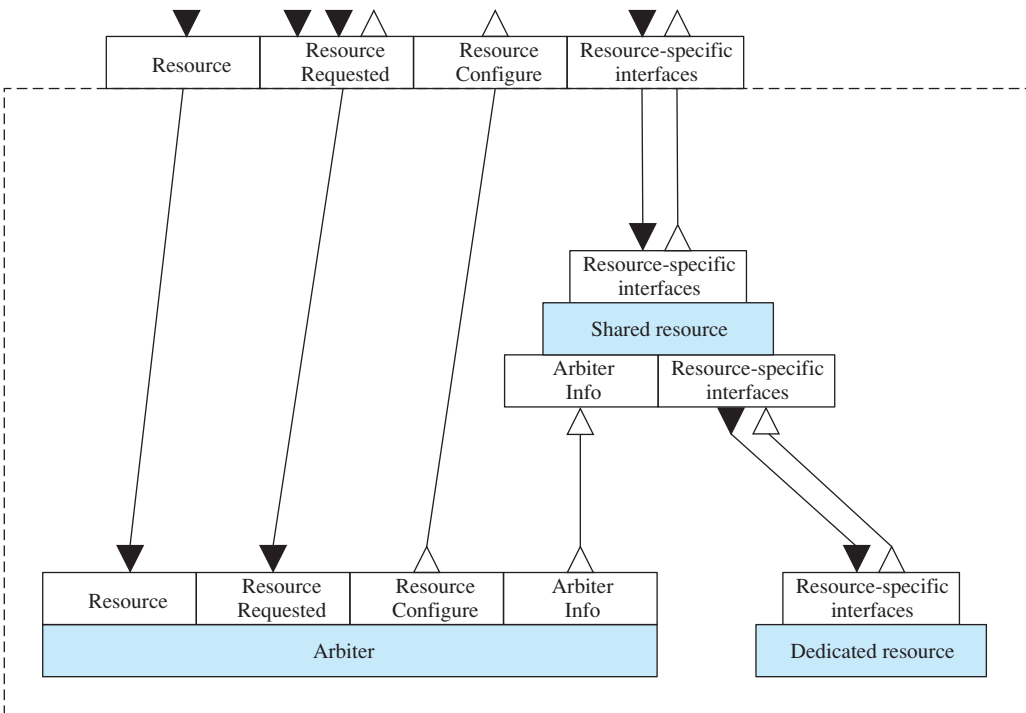 Resource
Resource
Requested
Resource
Configure
Resource-specific
interfaces
Resource-specific
interfaces
Shared resource
Arbiter
Info
Resource-specific
interfaces
Resource
Resource
Requested
Resource
Configure
Arbiter
Info
Arbiter
Resource-specific
interfaces
Dedicated resource